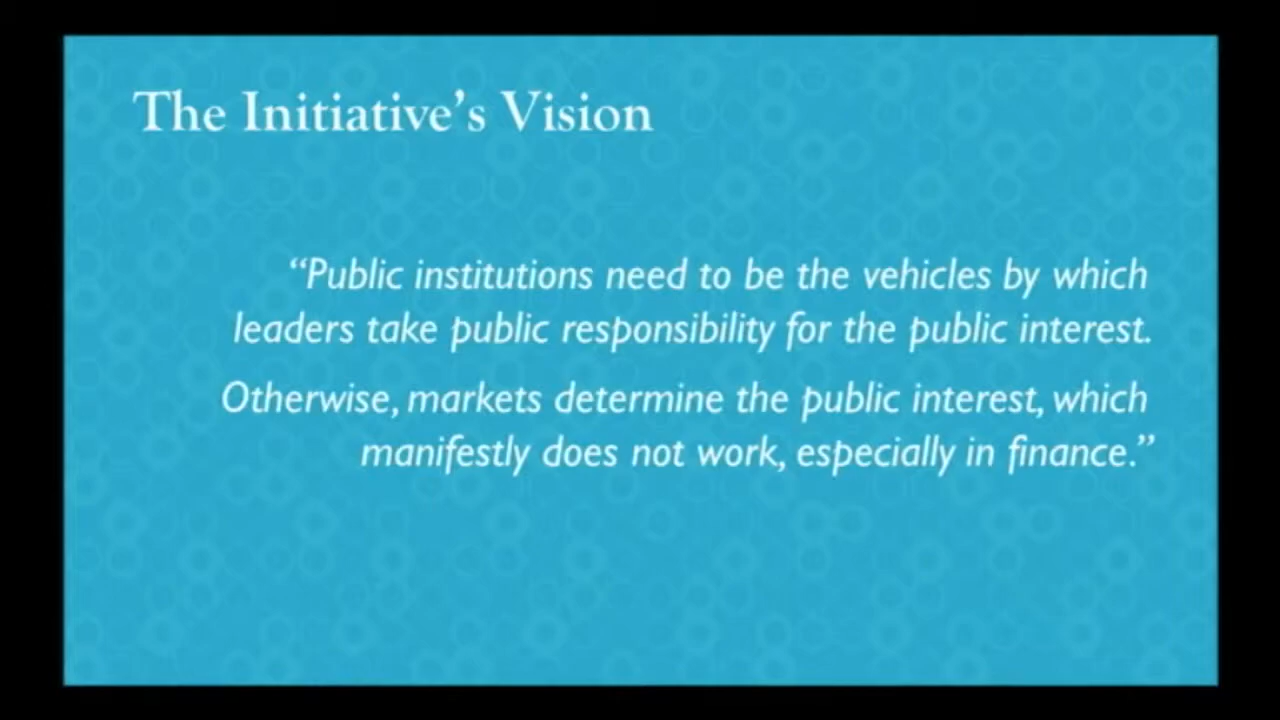 The Initiative’s Vision
“Public institutions need to be the vehicles by which
leaders take public responsibility for the public interest.
Otherwise, markets determine the public interest, which
manifestly does not work, especially in finance.”